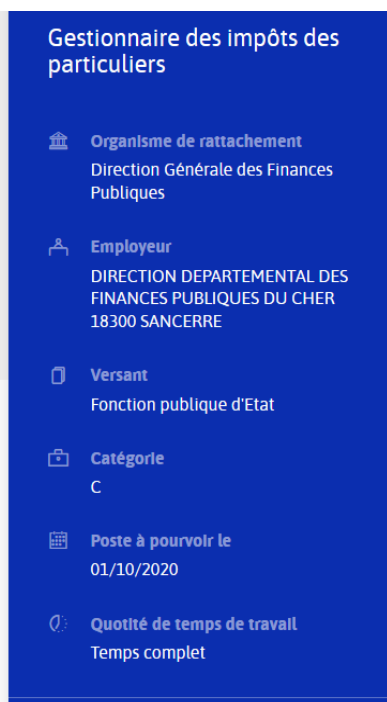 Gestionnaire des impôts des
particuliers
Organisme de rattachement
Direction Générale des Finances
Publiques
Employeur
DIRECTION DEPARTEMENTAL DES
FINANCES PUBLIQUES DU CHER
18300 SANCERRE
Versant
Fonction publique d'Etat
Catégorie
C
Poste à pourvoir le
01/10/2020
Quotité de temps de travail
Temps complet